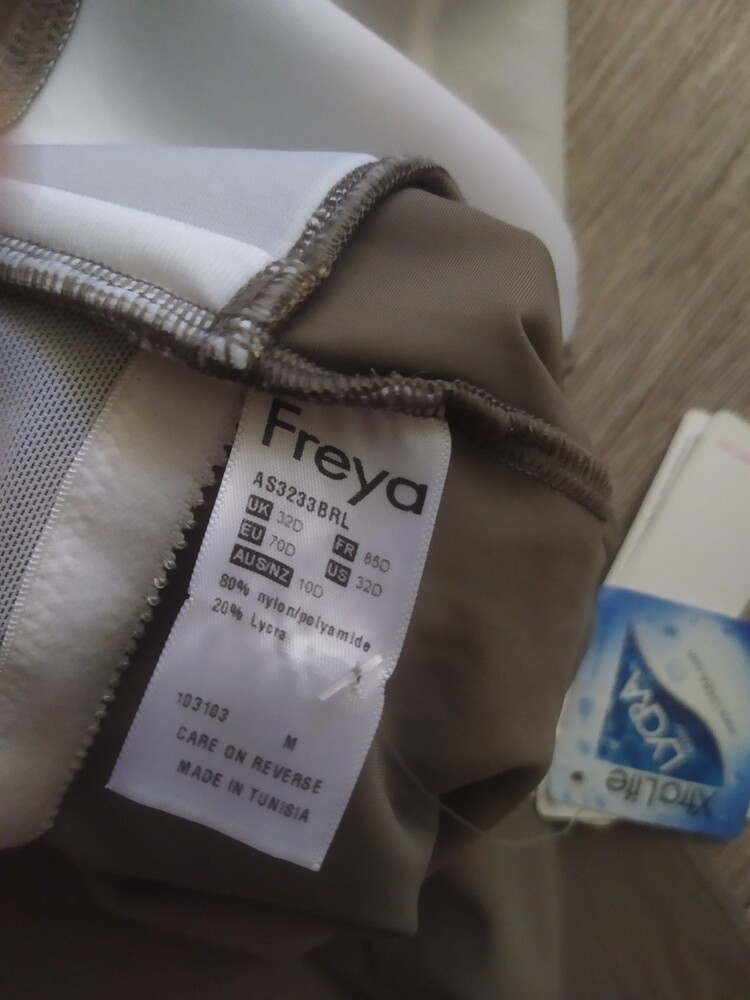 Freya
AS3233BRL
UK 32D
EU 70D FR 85D
AUS/NZ 10D US 32D
80% nylon/polyamide
20% Lycra
103103
M
CARE ON REVERSE
MADE IN TUNISIA
LYCRA
XtraLife